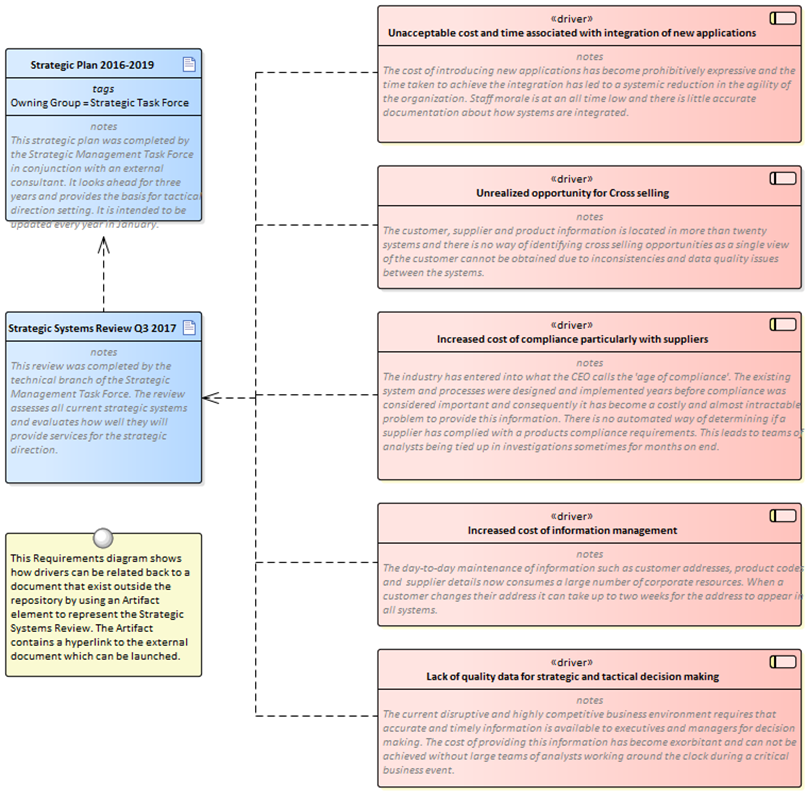 Strategic Plan 2016-2019
tags
Owning Group = Strategic Task Force
notes
This strategic plan was completed by
the Strategic Management Task Force
in conjunction with an external
consultant. It looks ahead for three
years and provides the basis for tactical
direction setting. It is intended to be
updated every year in January.
Strategic Systems Review Q3 2017
notes
This review was completed by the
technical branch of the Strategic
Management Task Force. The review
assesses all current strategic systems
and evaluates how well they will
provide services for the strategic
direction.
This Requirements diagram shows
how drivers can be related back to a
document that exist outside the
repository by using an Artifact
element to represent the Strategic
Systems Review. The Artifact
contains a hyperlink to the external
document which can be launched.
«driver»
Unacceptable cost and time associated with integration of new applications
notes
The cost of introducing new applications has become prohibitively expressive and the
time taken to achieve the integration has led to a systemic reduction in the agility of
the organization. Staff morale is at an all time low and there is little accurate
documentation about how systems are integrated.
«driver»
Unrealized opportunity for Cross selling
notes
The customer, supplier and product information is located in more than twenty
systems and there is no way of identifying cross selling opportunities as a single view
of the customer cannot be obtained due to inconsistencies and data quality issues
between the systems.
«driver»
Increased cost of compliance particularly with suppliers
notes
The industry has entered into what the CEO calls the 'age of compliance'. The existing
system and processes were designed and implemented years before compliance was
considered important and consequently it has become a costly and almost intractable
problem to provide this information. There is no automated way of determining if a
supplier has complied with a products compliance requirements. This leads to teams of
analysts being tied up in investigations sometimes for months on end.
«driver»
Increased cost of information management
notes
The day-to-day maintenance of information such as customer addresses, product codes
and supplier details now consumes a large number of corporate resources. When a
customer changes their address it can take up to two weeks for the address to appear in
all systems.
«driver»
Lack of quality data for strategic and tactical decision making
notes
The current disruptive and highly competitive business environment requires that
accurate and timely information is available to executives and managers for decision
making. The cost of providing this information has become exorbitant and can not be
achieved without large teams of analysts working around the clock during a critical
business event.